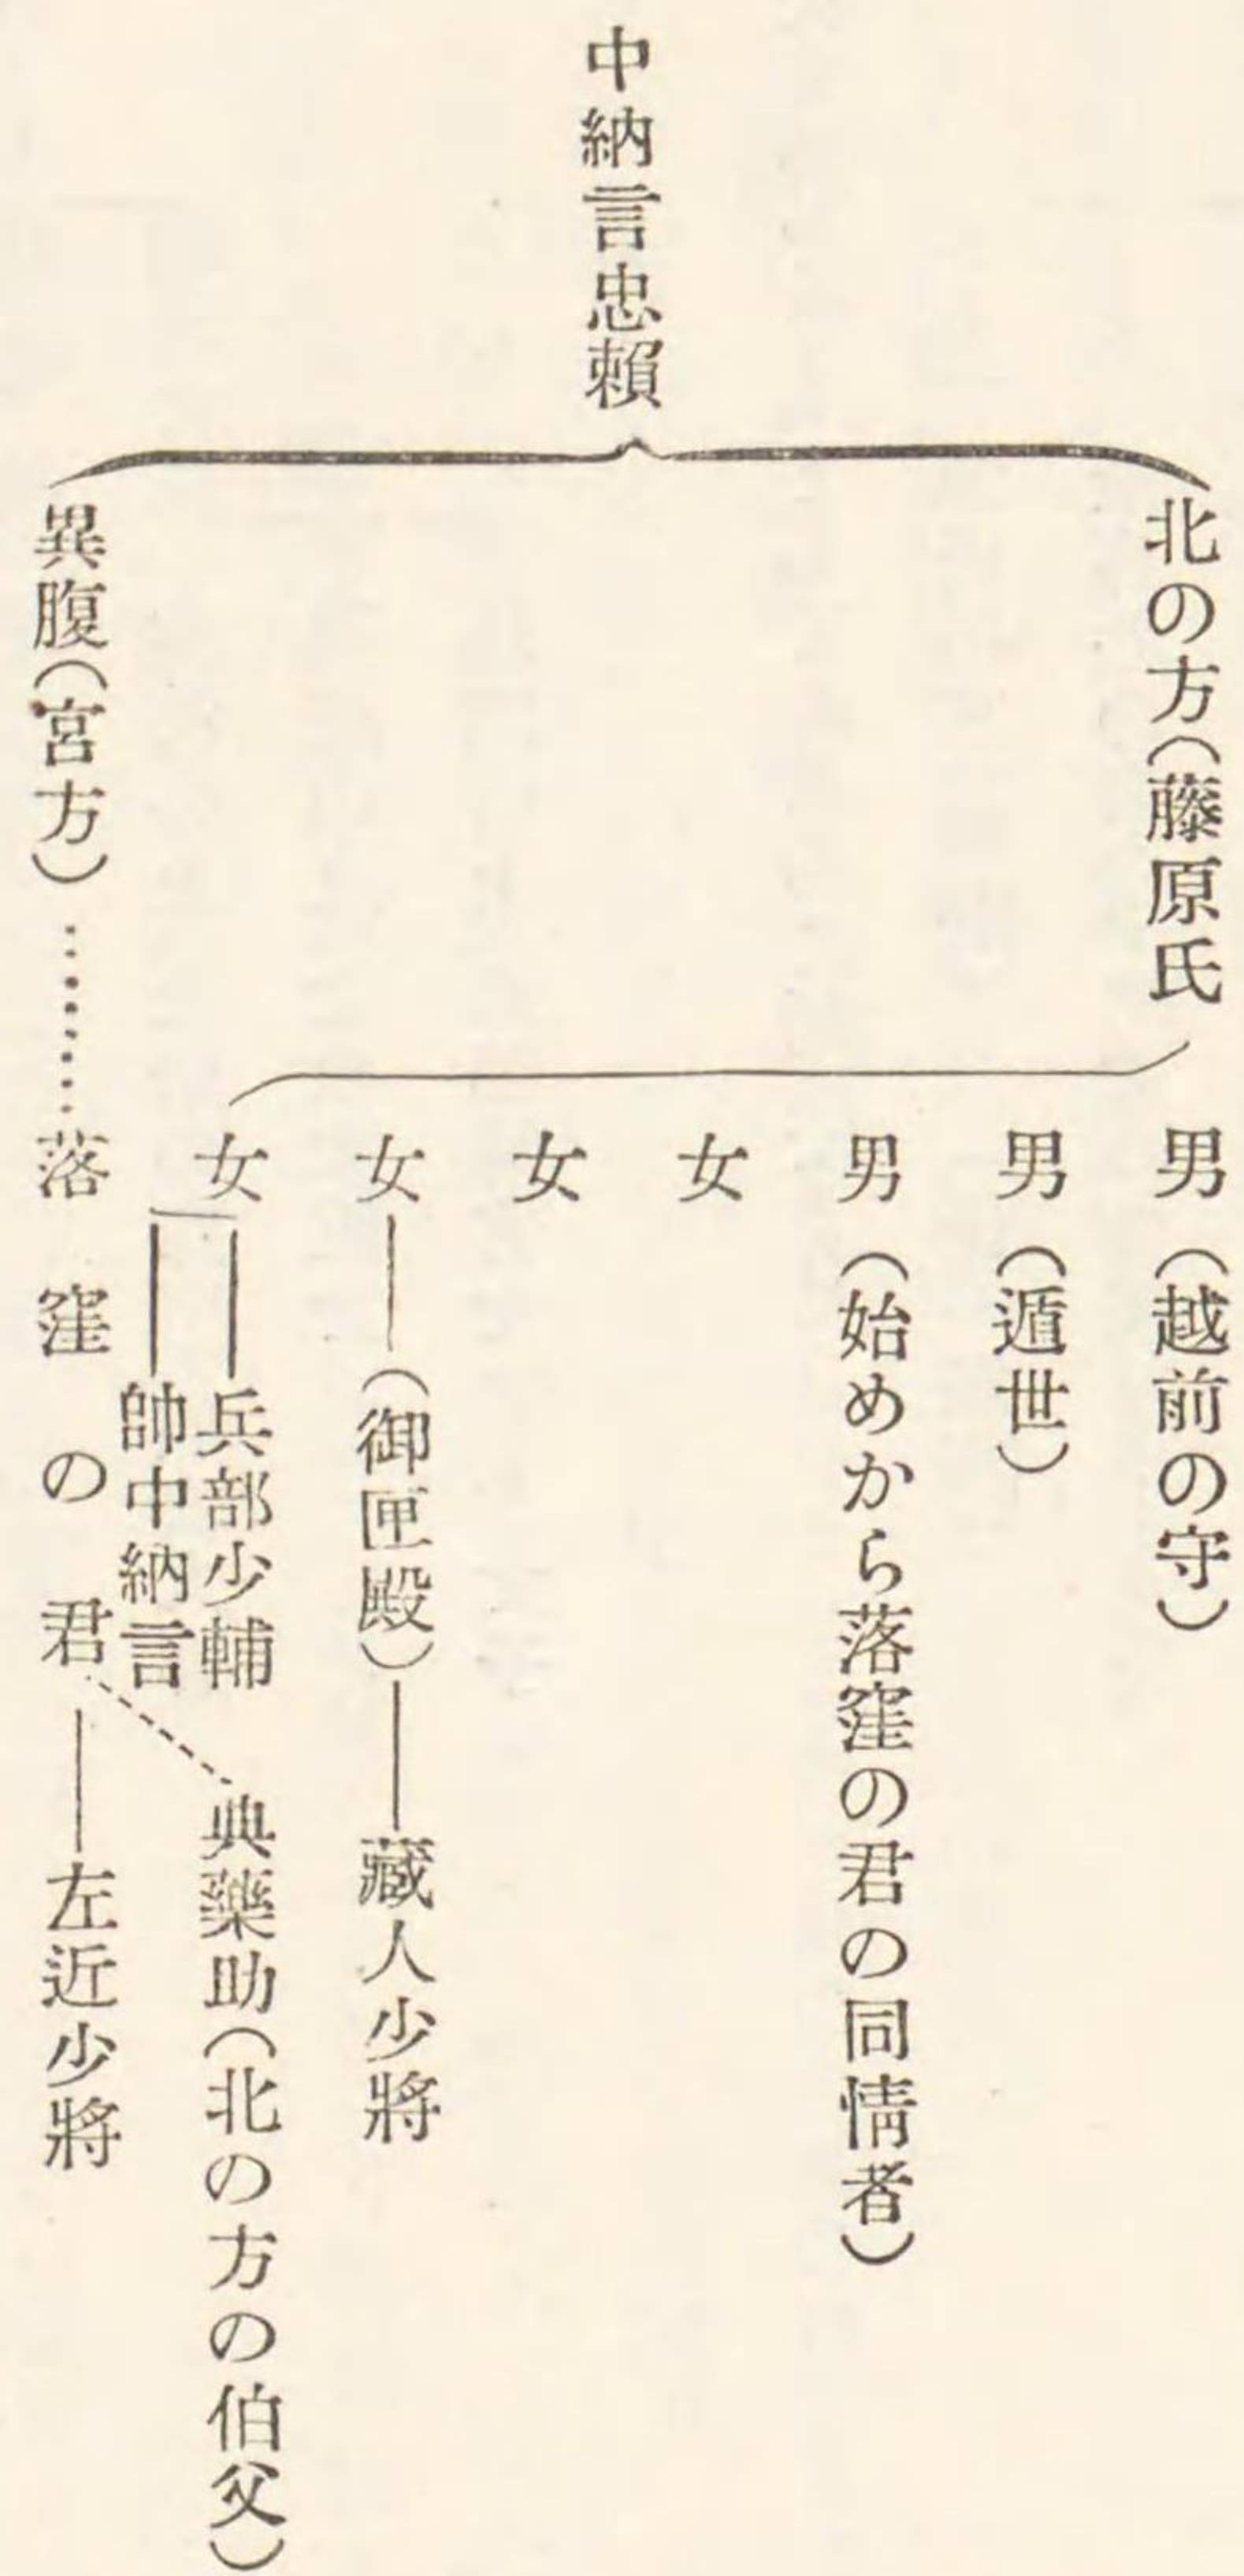 中納言忠賴
北の方(藤原氏
男(越前の守)
男(遁世)
男(始めから落窪の君の同情者)
女
女
女――(御匣殿)――藏人少將
女――兵部少輔
――帥中納言
典藥助(北の方の伯父)
異腹(宮方)………落窪の君――左近少將